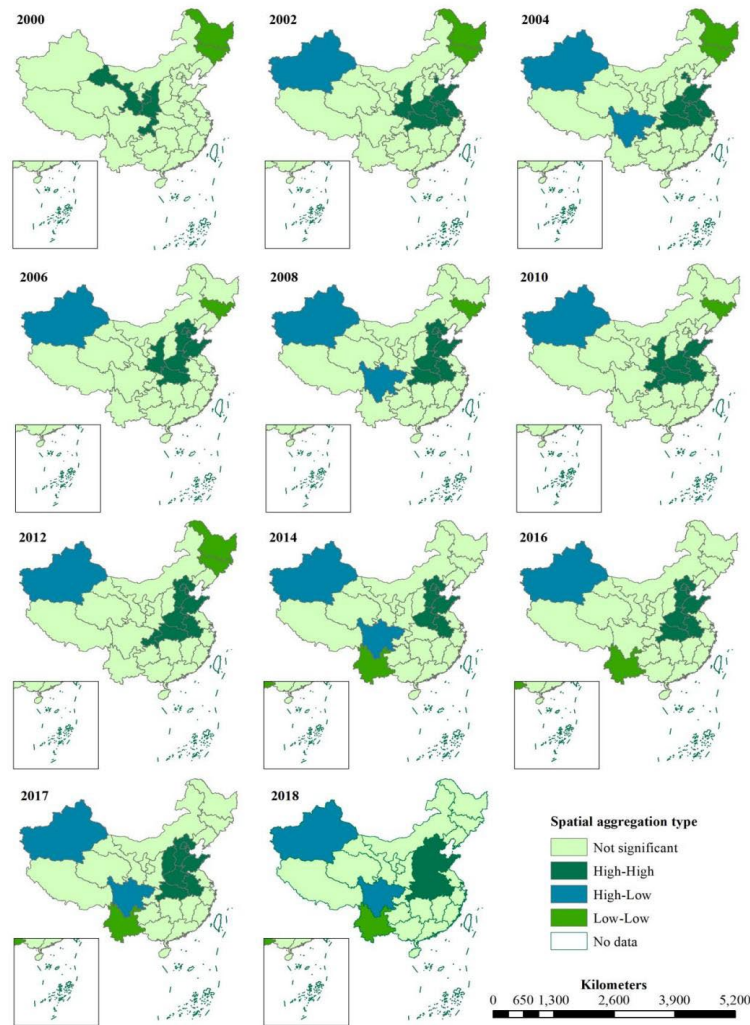 2000
2002
2004
2006
2008
2010
2012
2014
2016
2017
2018
Spatial aggregation type
Not significant
High-High
High-Low
Low-Low
No data
Kilometers
0 650 1,300 2,600 3,900 5,200